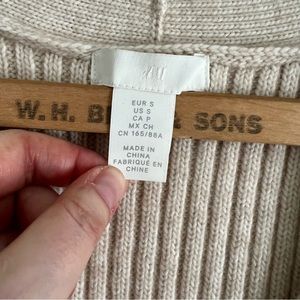 H&M
W. H. B & SONS
EUR S
US S
CA P
MX CH
CN 165/88A
MADE IN
CHINA
FABRIQUÉ EN
CHINE